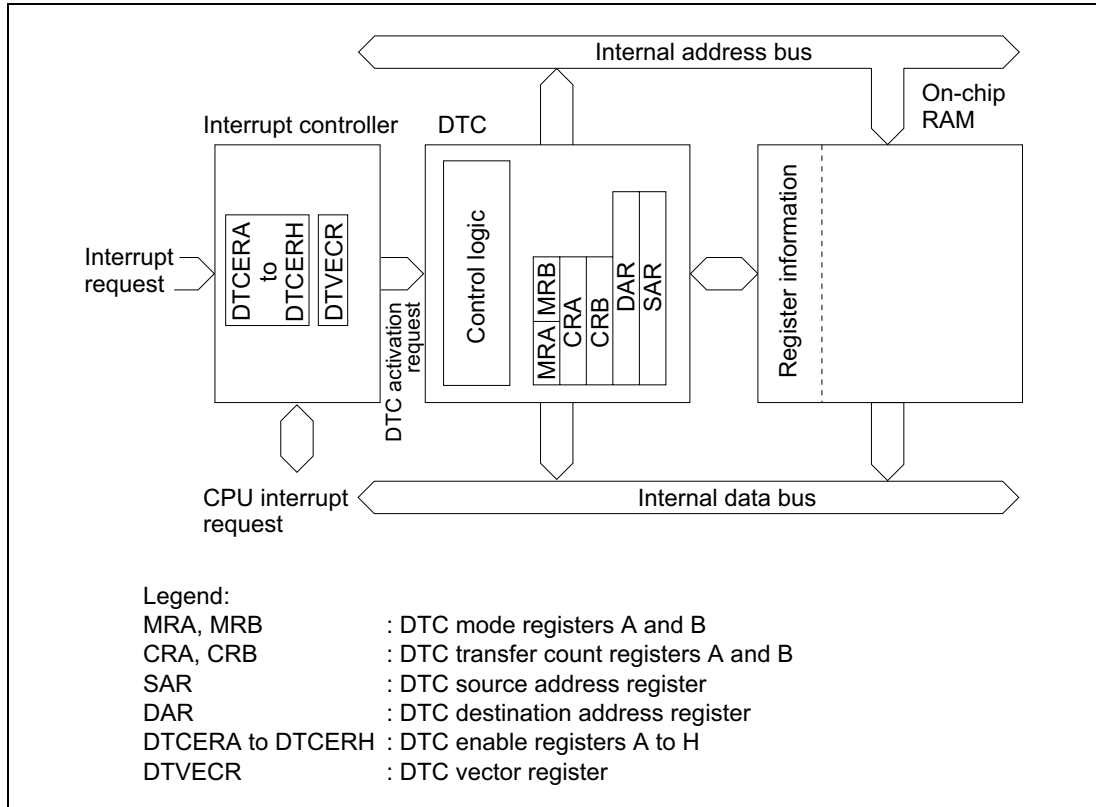 Internal address bus
On-chip
RAM
Interrupt controller
DTC
Interrupt
request
DTCERA
to
DTCERH
DTVECR
DTC activation
request
Control logic
MRA
MRB
CRA
CRB
DAR
SAR
Register information
CPU interrupt
request
Internal data bus
Legend:
MRA, MRB : DTC mode registers A and B
CRA, CRB : DTC transfer count registers A and B
SAR : DTC source address register
DAR : DTC destination address register
DTCERA to DTCERH : DTC enable registers A to H
DTVECR : DTC vector register